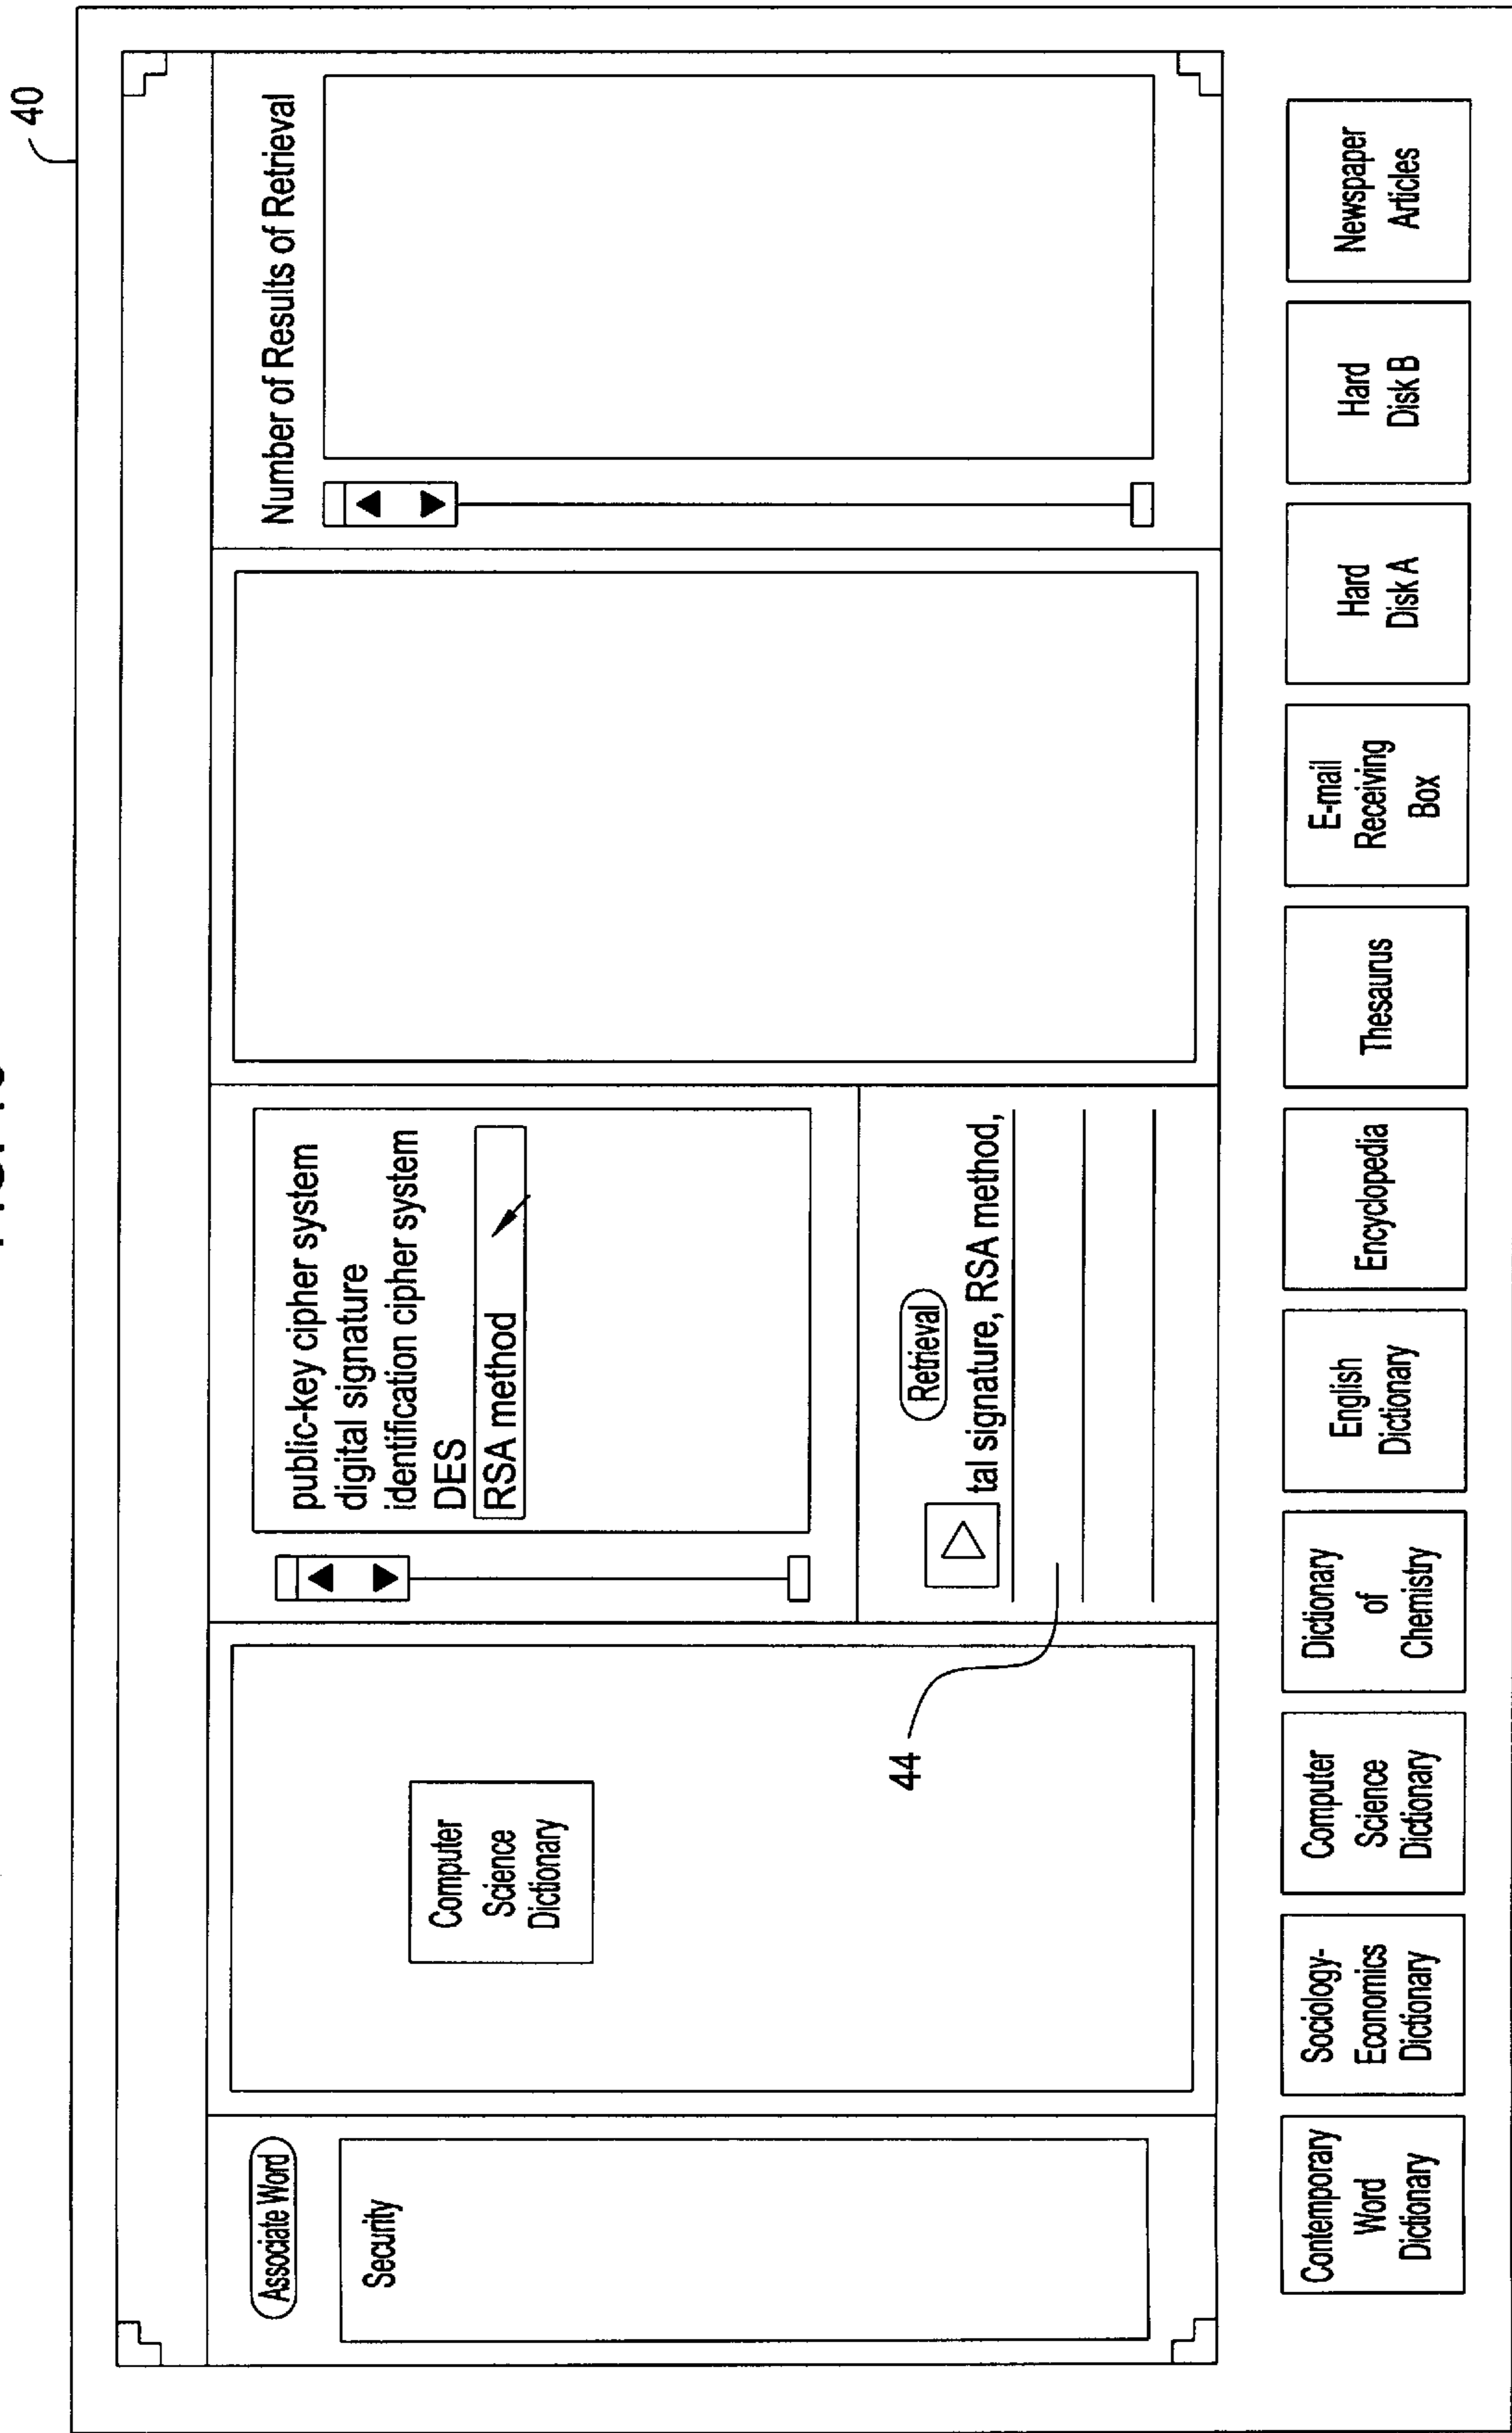 40
Associate Word
Security
Computer
Science
Dictionary
public-key cipher system
digital signature
identification cipher system
DES
RSA method
Retrieval
tal signature, RSA method,
44
Number of Results of Retrieval
Contemporary
Word
Dictionary
Sociology-
Economics
Dictionary
Computer
Science
Dictionary
Dictionary
of
Chemistry
English
Dictionary
Encyclopedia
Thesaurus
E-mail
Receiving
Box
Hard
Disk A
Hard
Disk B
Newspaper
Articles